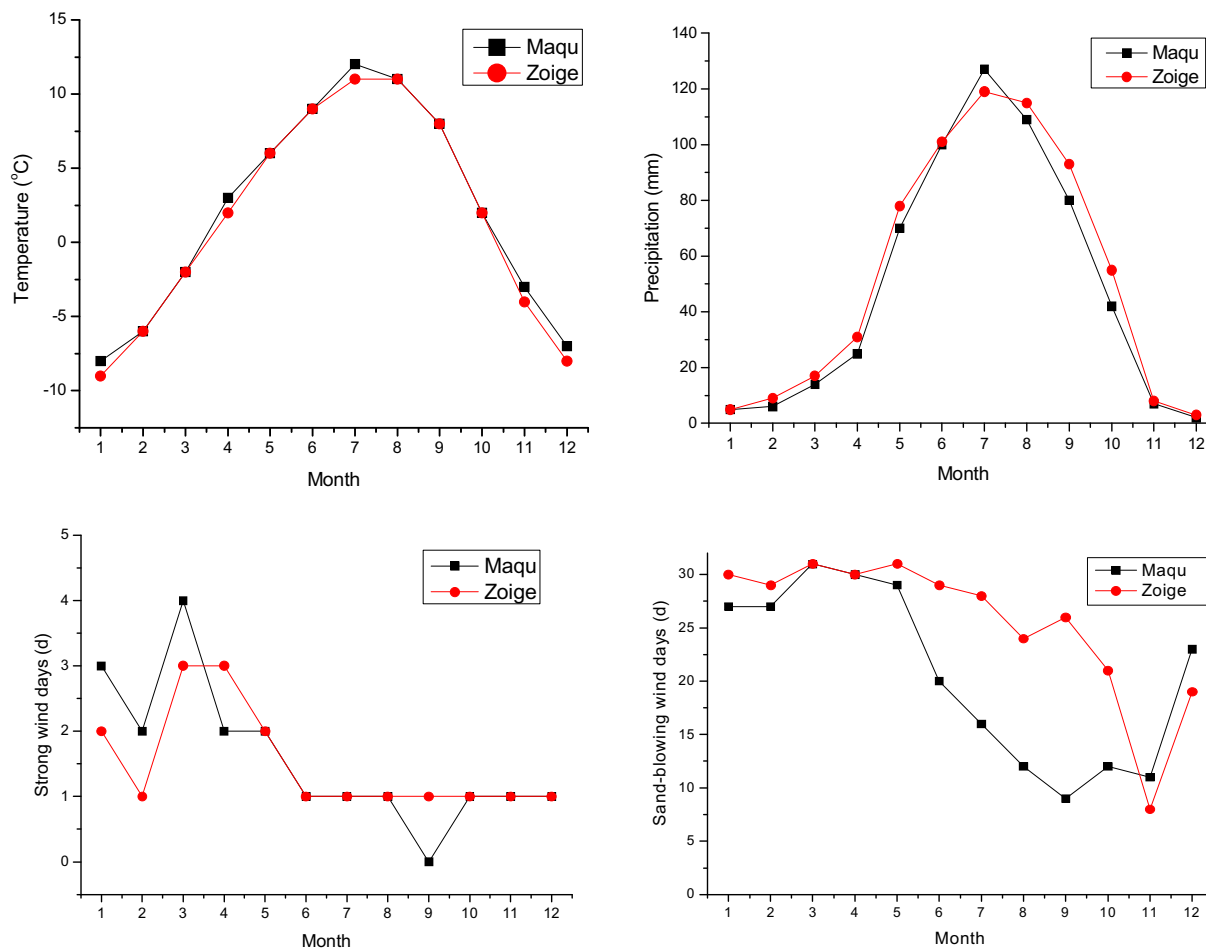 15
10
5
0
-5
-10
Temperature (°C)
Maqu
Zoige
1 2 3 4 5 6 7 8 9 10 11 12
Month
140
120
100
80
60
40
20
0
Precipitation (mm)
Maqu
Zoige
1 2 3 4 5 6 7 8 9 10 11 12
Month
5
4
3
2
1
0
Strong wind days (d)
Maqu
Zoige
1 2 3 4 5 6 7 8 9 10 11 12
Month
30
25
20
15
10
5
0
Sand-blowing wind days (d)
Maqu
Zoige
1 2 3 4 5 6 7 8 9 10 11 12
Month